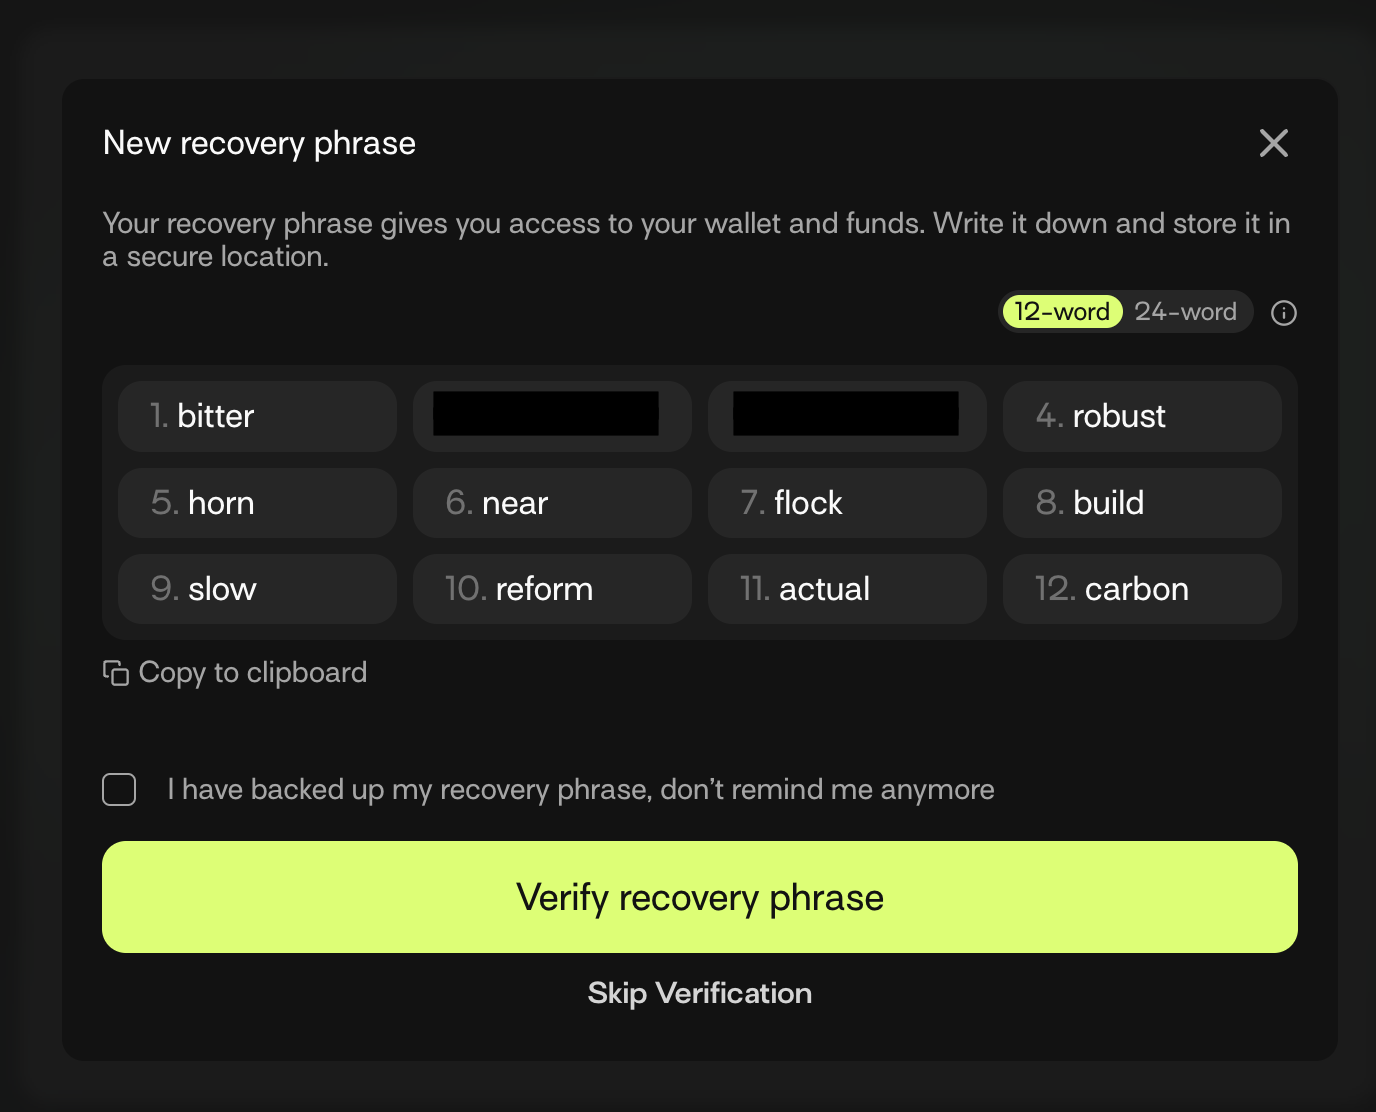 New recovery phrase
Your recovery phrase gives you access to your wallet and funds. Write it down and store it in
a secure location.
12-word 24-word
1. bitter 4. robust
5. horn 6. near 7. flock 8. build
9. slow 10. reform 11. actual 12. carbon
Copy to clipboard
I have backed up my recovery phrase, don’t remind me anymore
Verify recovery phrase
Skip Verification